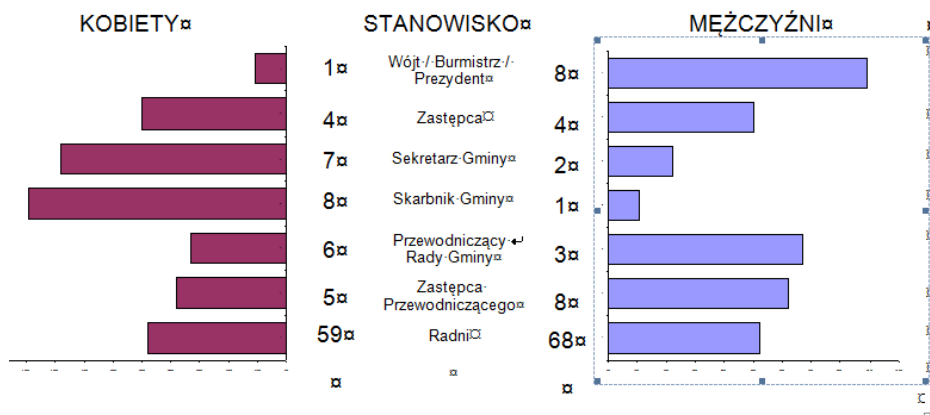 KOBIETY¤ STANOWISKO¤ MĘŻCZYŹNI¤
1¤ Wójt·/·Burmistrz·/·
Prezydent¤ 8¤
4¤ Zastępca¤ 4¤
7¤ Sekretarz·Gminy¤ 2¤
8¤ Skarbnik·Gminy¤ 1¤
6¤ Przewodniczący·↵
Rady·Gminy¤ 3¤
5¤ Zastępca·
Przewodniczącego¤ 8¤
59¤ Radni¤ 68¤
¤ ¤ ¤